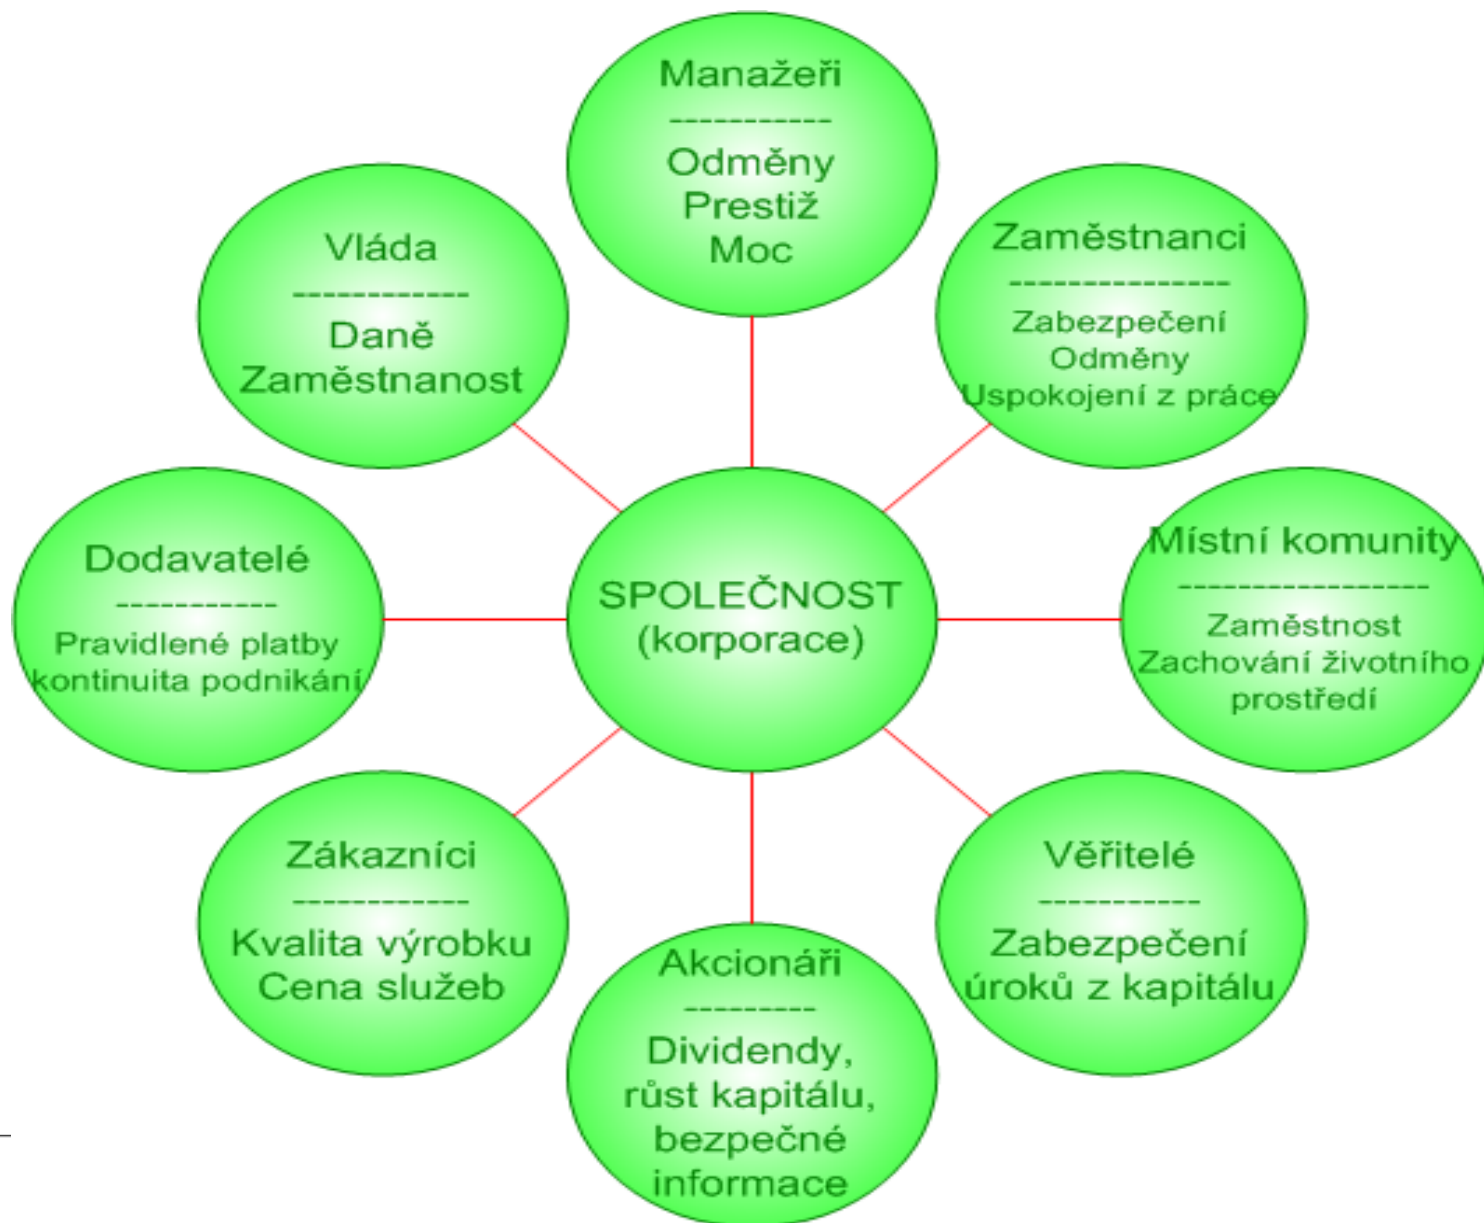 Manažeři
-----------
Odměny
Prestiž
Moc
Zaměstnanci
---------------
Zabezpečení
Odměny
Uspokojení z práce
Místní komunity
-----------------
Zaměstnost
Zachování životního
prostředí
Věřitelé
-----------
Zabezpečení
úroků z kapitálu
Akcionáři
---------
Dividendy,
růst kapitálu,
bezpečné
informace
Zákazníci
------------
Kvalita výrobku
Cena služeb
Dodavatelé
-----------
Pravidlené platby
kontinuita podnikání
Vláda
------------
Daně
Zaměstnanost
SPOLEČNOST
(korporace)